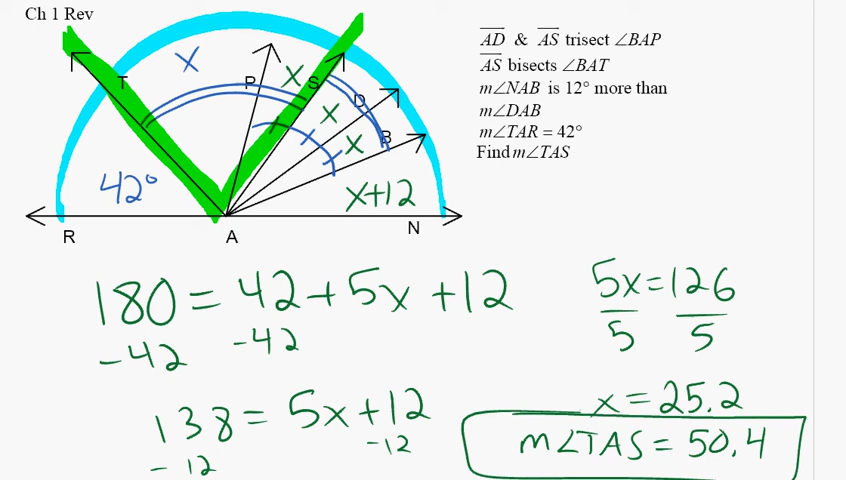 Ch 1 Rev
AD & AS trisect ∠BAP
AS bisects ∠BAT
m∠NAB is 12° more than
m∠DAB
m∠TAR = 42°
Find m∠TAS
T
x
P
x
S
D
x
x
x
B
42°
x+12
R
A
N
180 = 42 + 5x + 12
-42 -42
138 = 5x + 12
-12 -12
5x = 126
5 5
x = 25.2
m∠TAS = 50.4